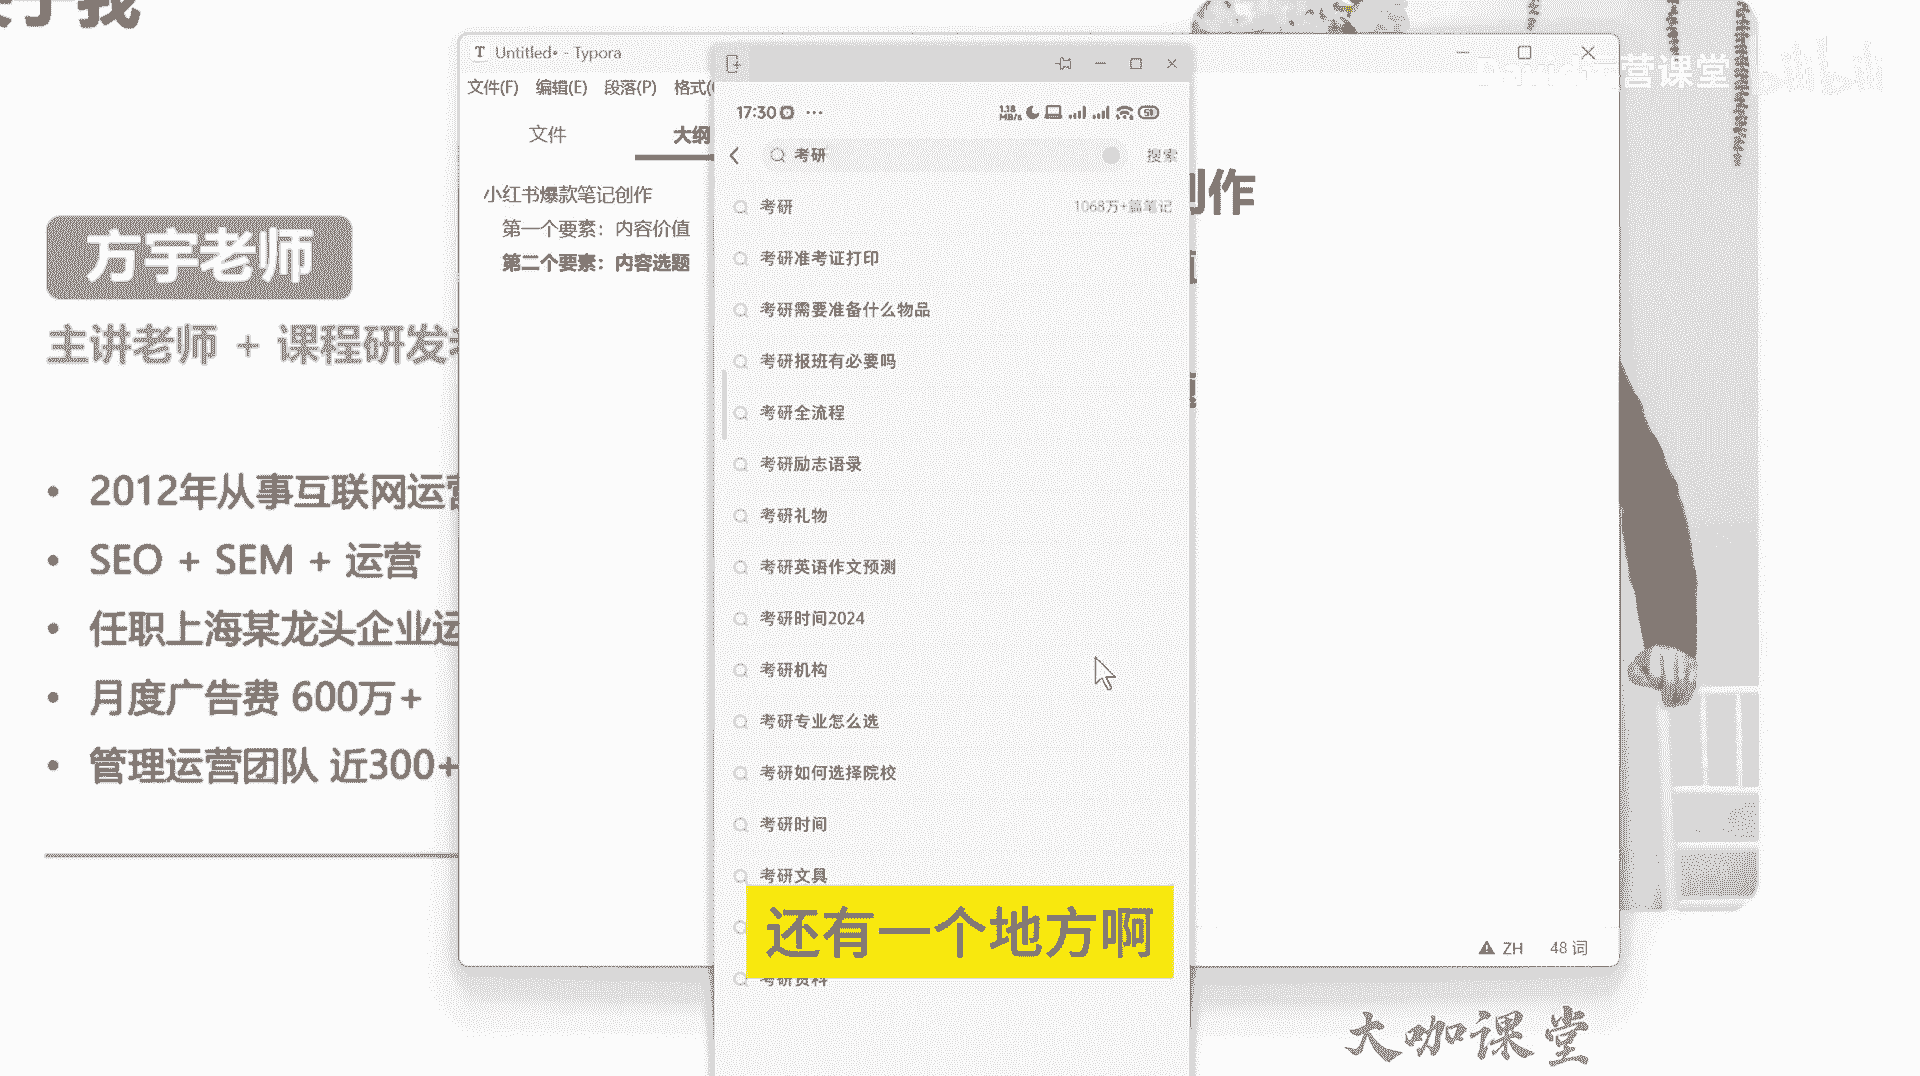 关于我
方宇老师
主讲老师 + 课程研发
2012年从事互联网运营
SEO + SEM + 运营
任职上海某龙头企业运
月度广告费 600万+
管理运营团队 近300+
Untitled• - Typora
文件(F) 编辑(E) 段落(P) 格式(
文件
大纲
小红书爆款笔记创作
第一个要素：内容价值
第二个要素：内容选题
17:30
1.18 MB/s
考研
搜索
考研
1068万+篇笔记
考研准考证打印
考研需要准备什么物品
考研报班有必要吗
考研全流程
考研励志语录
考研礼物
考研英语作文预测
考研时间2024
考研机构
考研专业怎么选
考研如何选择院校
考研时间
考研文具
考研资料
还有一个地方啊
创作
ZH
48 词
运营课堂
bilibili
大咖课堂